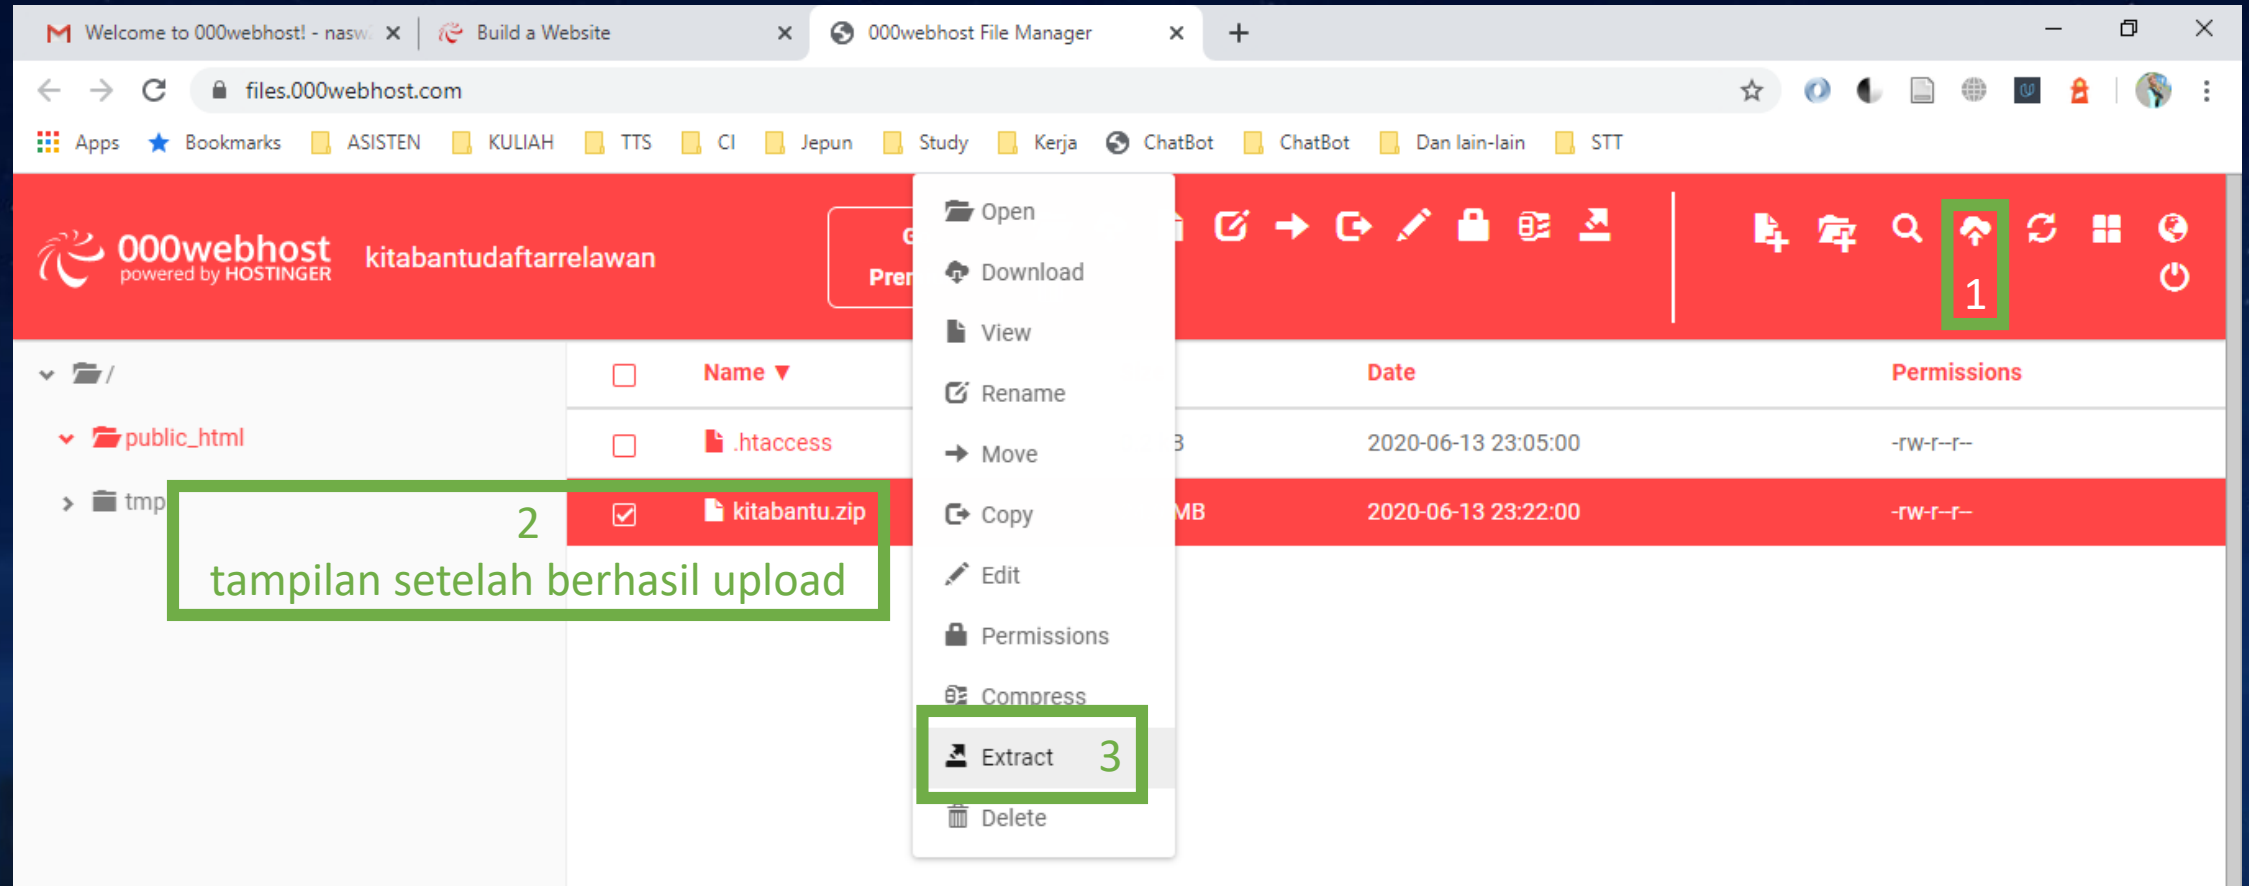 Welcome to 000webhost! - nasw
Build a Website
000webhost File Manager
files.000webhost.com
Apps Bookmarks ASISTEN KULIAH TTS CI Jepun Study Kerja ChatBot ChatBot Dan lain-lain STT
000webhost
powered by HOSTINGER
kitabantudaftarrelawan
1
/
public_html
tmp
Name ▼ Date Permissions
.htaccess B 2020-06-13 23:05:00 -rw-r--r--
kitabantu.zip MB 2020-06-13 23:22:00 -rw-r--r--
2
tampilan setelah berhasil upload
Open
Download
View
Rename
Move
Copy
Edit
Permissions
Compress
Extract 3
Delete